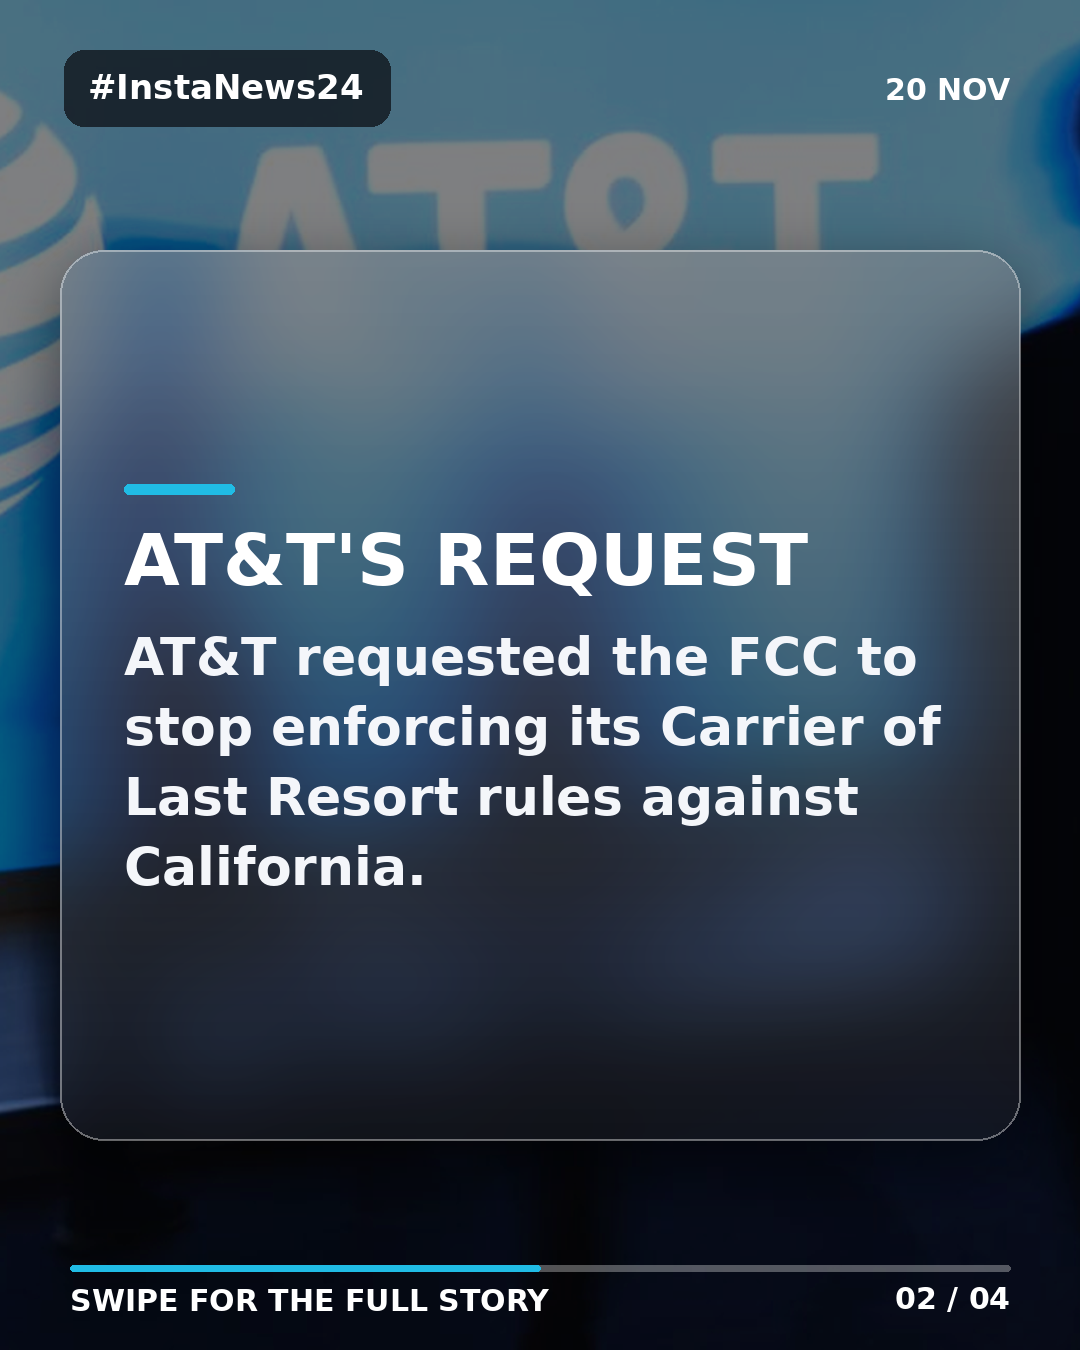 #InstaNews24
20 NOV
AT&T
AT&T'S REQUEST
AT&T requested the FCC to
stop enforcing its Carrier of
Last Resort rules against
California.
SWIPE FOR THE FULL STORY
02 / 04